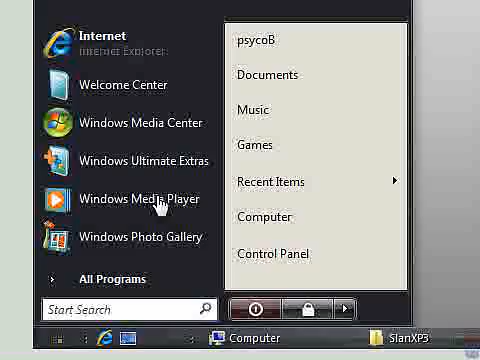 Internet
Internet Explorer
Welcome Center
Windows Media Center
Windows Ultimate Extras
Windows Media Player
Windows Photo Gallery
All Programs
Start Search
psycoB
Documents
Music
Games
Recent Items
Computer
Control Panel
Computer
SlanXP3